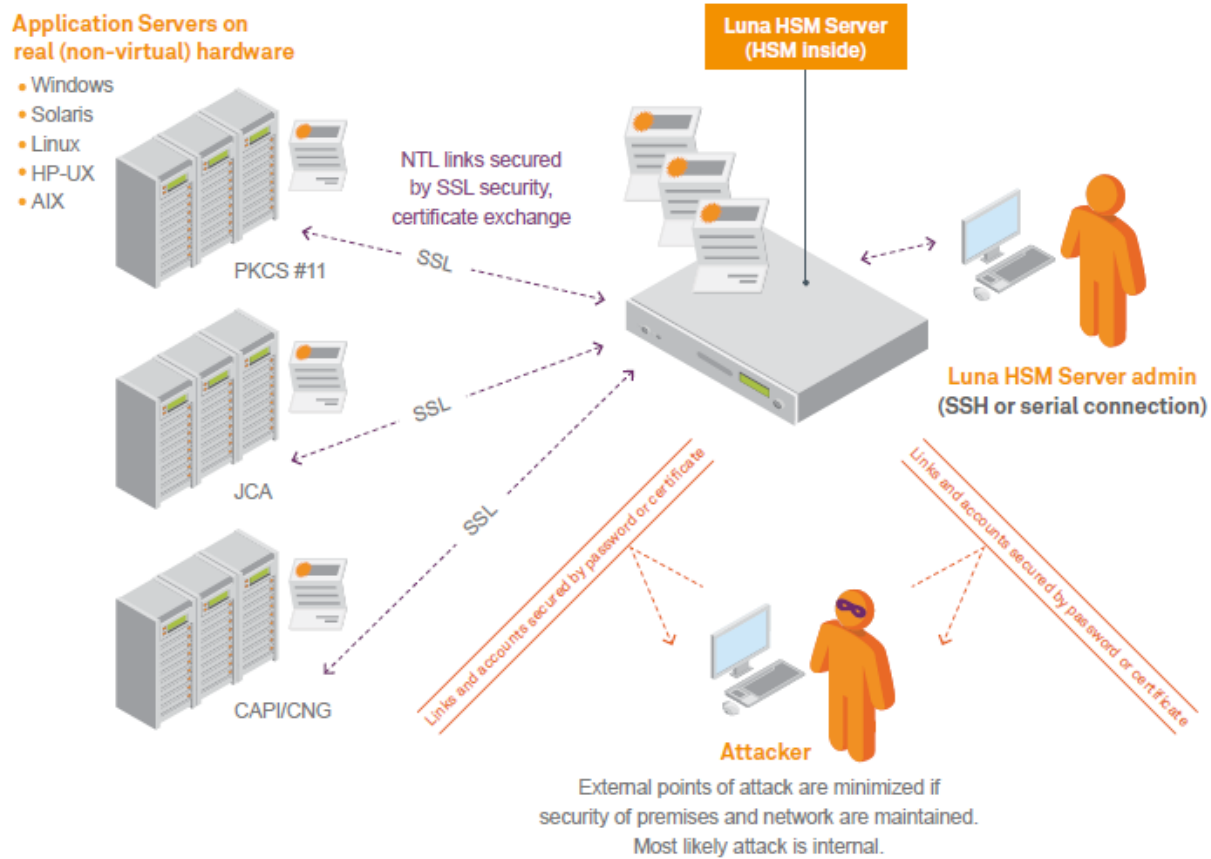 Application Servers on
real (non-virtual) hardware
• Windows
• Solaris
• Linux
• HP-UX
• AIX
Luna HSM Server
(HSM inside)
NTL links secured
by SSL security,
certificate exchange
PKCS #11
SSL
JCA
SSL
CAPI/CNG
SSL
Luna HSM Server admin
(SSH or serial connection)
Links and accounts secured by password or certificate
Links and accounts secured by password or certificate
Attacker
External points of attack are minimized if
security of premises and network are maintained.
Most likely attack is internal.